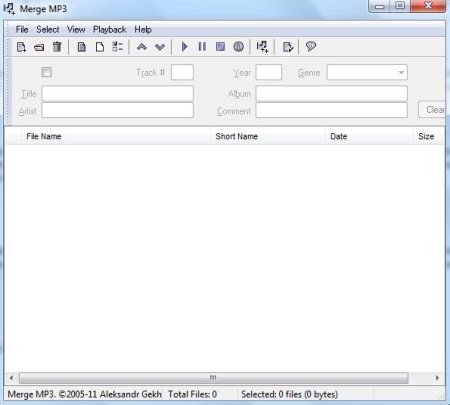 Merge MP3
File Select View Playback Help
Track # Year Genre
Title Album
Artist Comment Clear
File Name Short Name Date Size
Merge MP3. ©2005-11 Aleksandr Gekh Total Files: 0 Selected: 0 files (0 bytes)